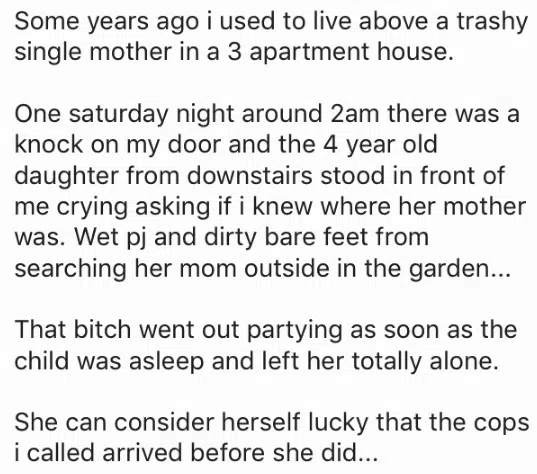 Some years ago i used to live above a trashy
single mother in a 3 apartment house.
One saturday night around 2am there was a
knock on my door and the 4 year old
daughter from downstairs stood in front of
me crying asking if i knew where her mother
was. Wet pj and dirty bare feet from
searching her mom outside in the garden...
That bitch went out partying as soon as the
child was asleep and left her totally alone.
She can consider herself lucky that the cops
i called arrived before she did...